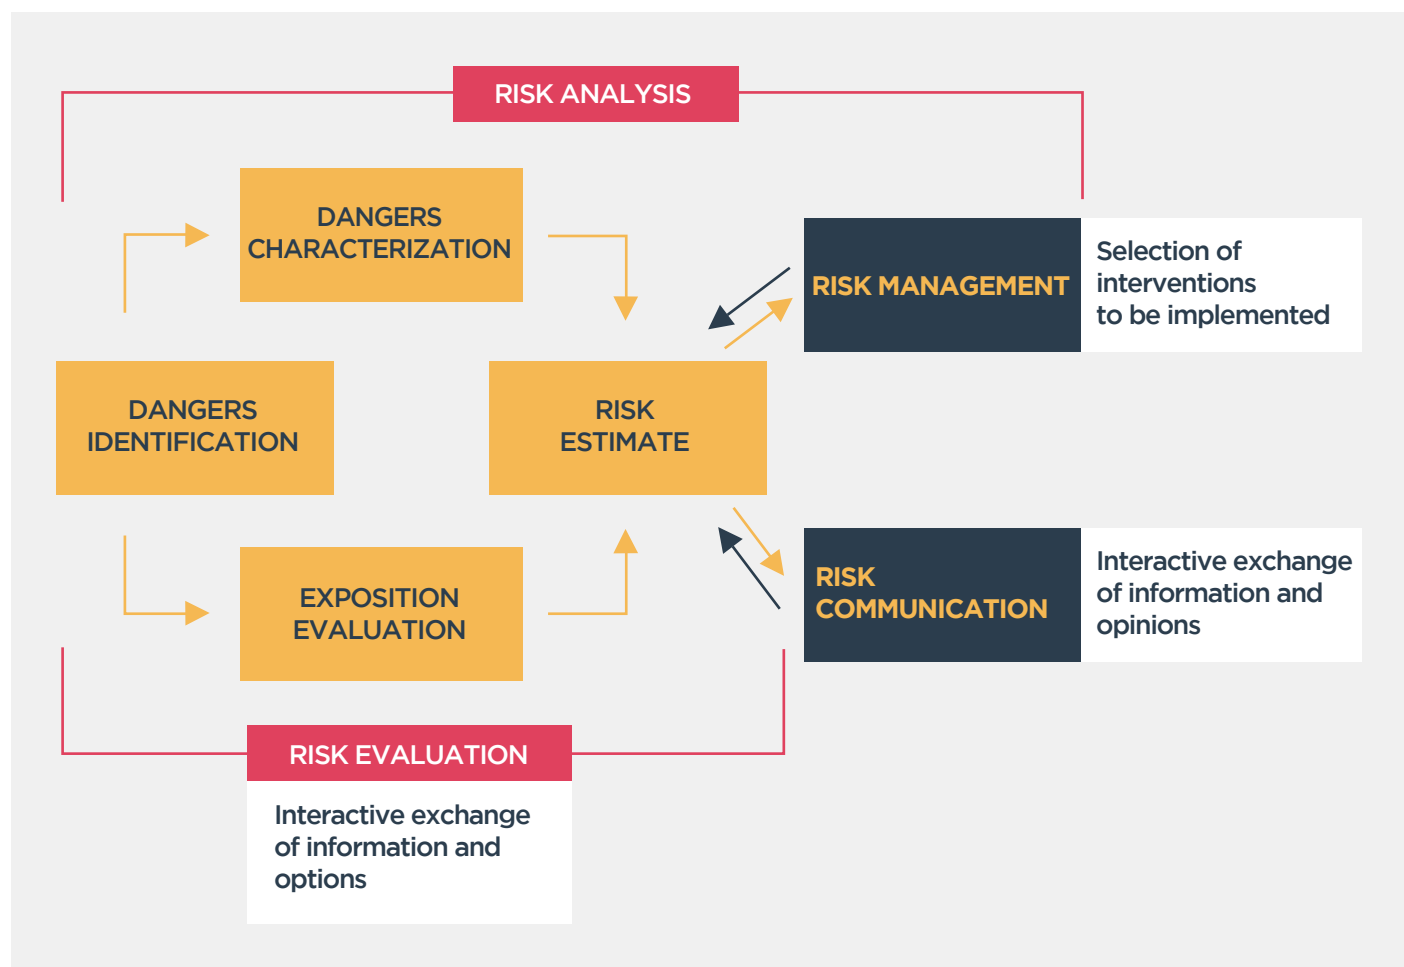 RISK ANALYSIS
DANGERS
CHARACTERIZATION
RISK MANAGEMENT
Selection of
interventions
to be implemented
DANGERS
IDENTIFICATION
RISK
ESTIMATE
EXPOSITION
EVALUATION
RISK
COMMUNICATION
Interactive exchange
of information and
opinions
RISK EVALUATION
Interactive exchange
of information and
options